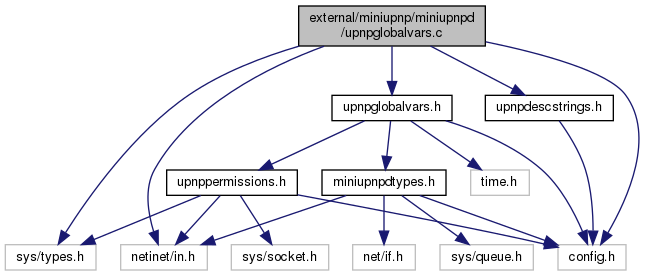 external/miniupnp/miniupnpd
/upnpglobalvars.c
upnpglobalvars.h
upnpdescstrings.h
upnppermissions.h
miniupnpdtypes.h
time.h
sys/types.h
netinet/in.h
sys/socket.h
net/if.h
sys/queue.h
config.h